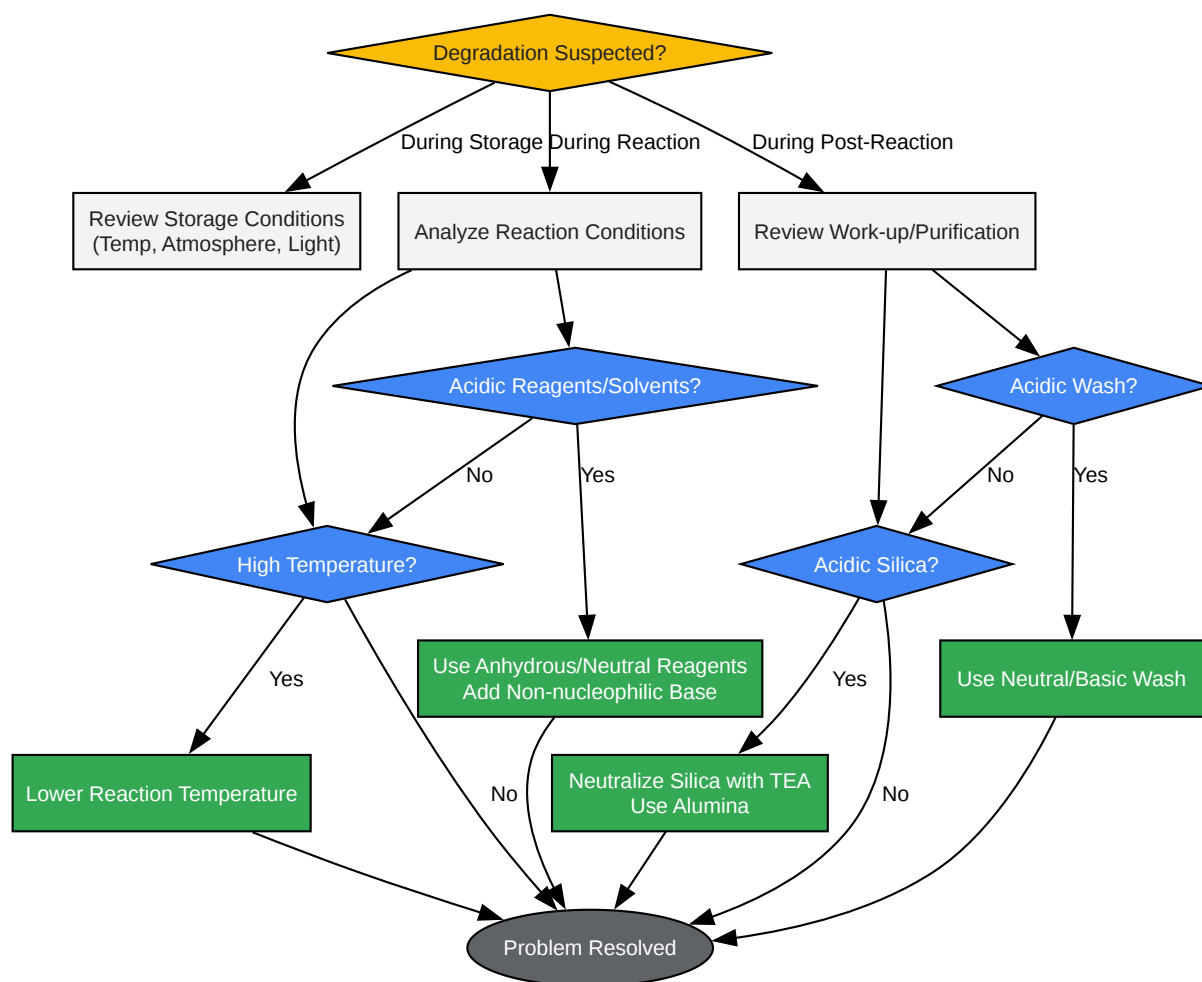 Degradation Suspected?
During Storage
During Reaction
During Post-Reaction
Review Storage Conditions
(Temp, Atmosphere, Light)
Analyze Reaction Conditions
Review Work-up/Purification
Acidic Reagents/Solvents?
Acidic Wash?
No
Yes
No
Yes
High Temperature?
Acidic Silica?
Yes
Use Anhydrous/Neutral Reagents
Add Non-nucleophilic Base
Yes
Use Neutral/Basic Wash
Lower Reaction Temperature
No
Neutralize Silica with TEA
Use Alumina
No
Problem Resolved